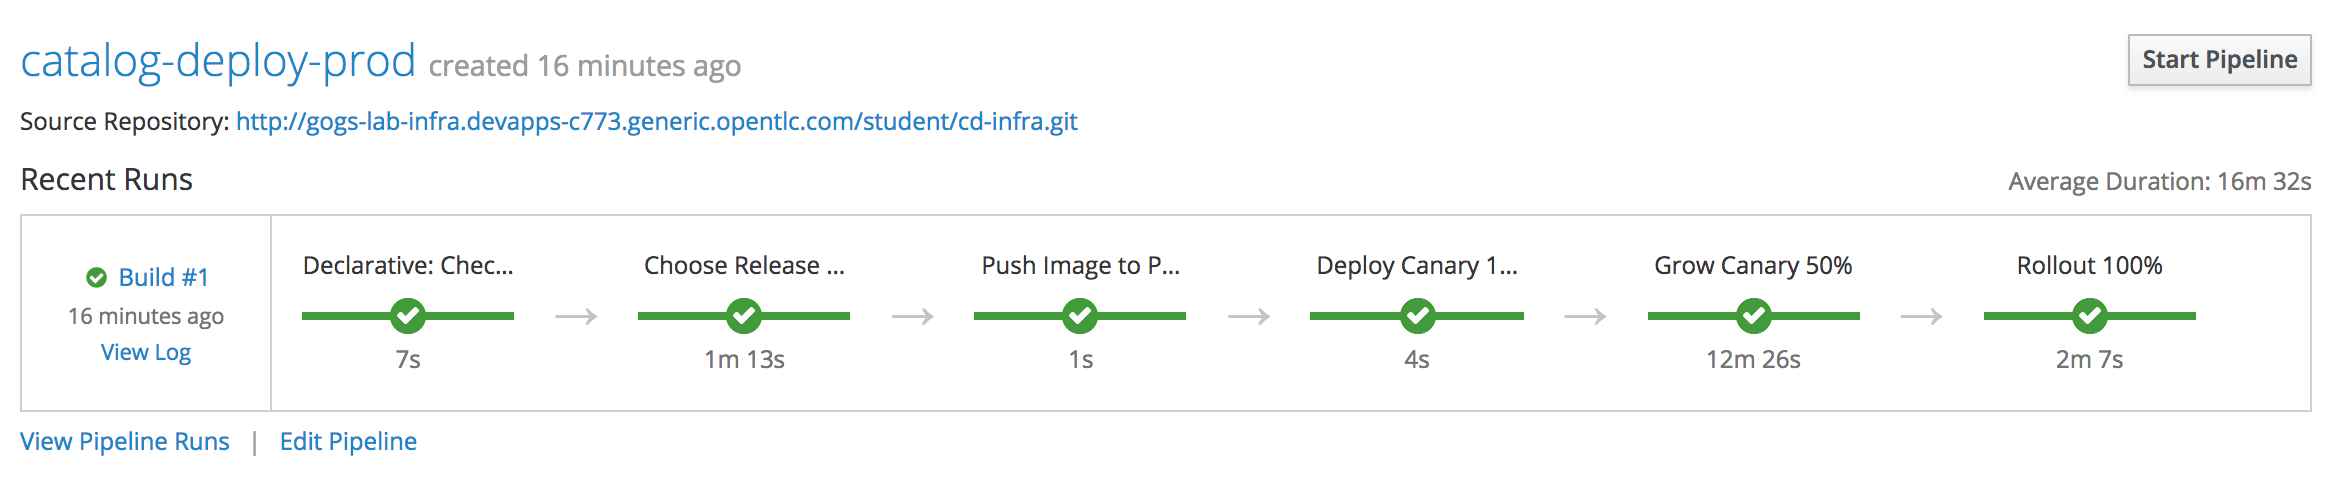 catalog-deploy-prod created 16 minutes ago
Start Pipeline
Source Repository: http://gogs-lab-infra.devapps-c773.generic.opentlc.com/student/cd-infra.git
Recent Runs
Average Duration: 16m 32s
Build #1
16 minutes ago
View Log
Declarative: Chec...
7s
Choose Release ...
1m 13s
Push Image to P...
1s
Deploy Canary 1...
4s
Grow Canary 50%
12m 26s
Rollout 100%
2m 7s
View Pipeline Runs | Edit Pipeline